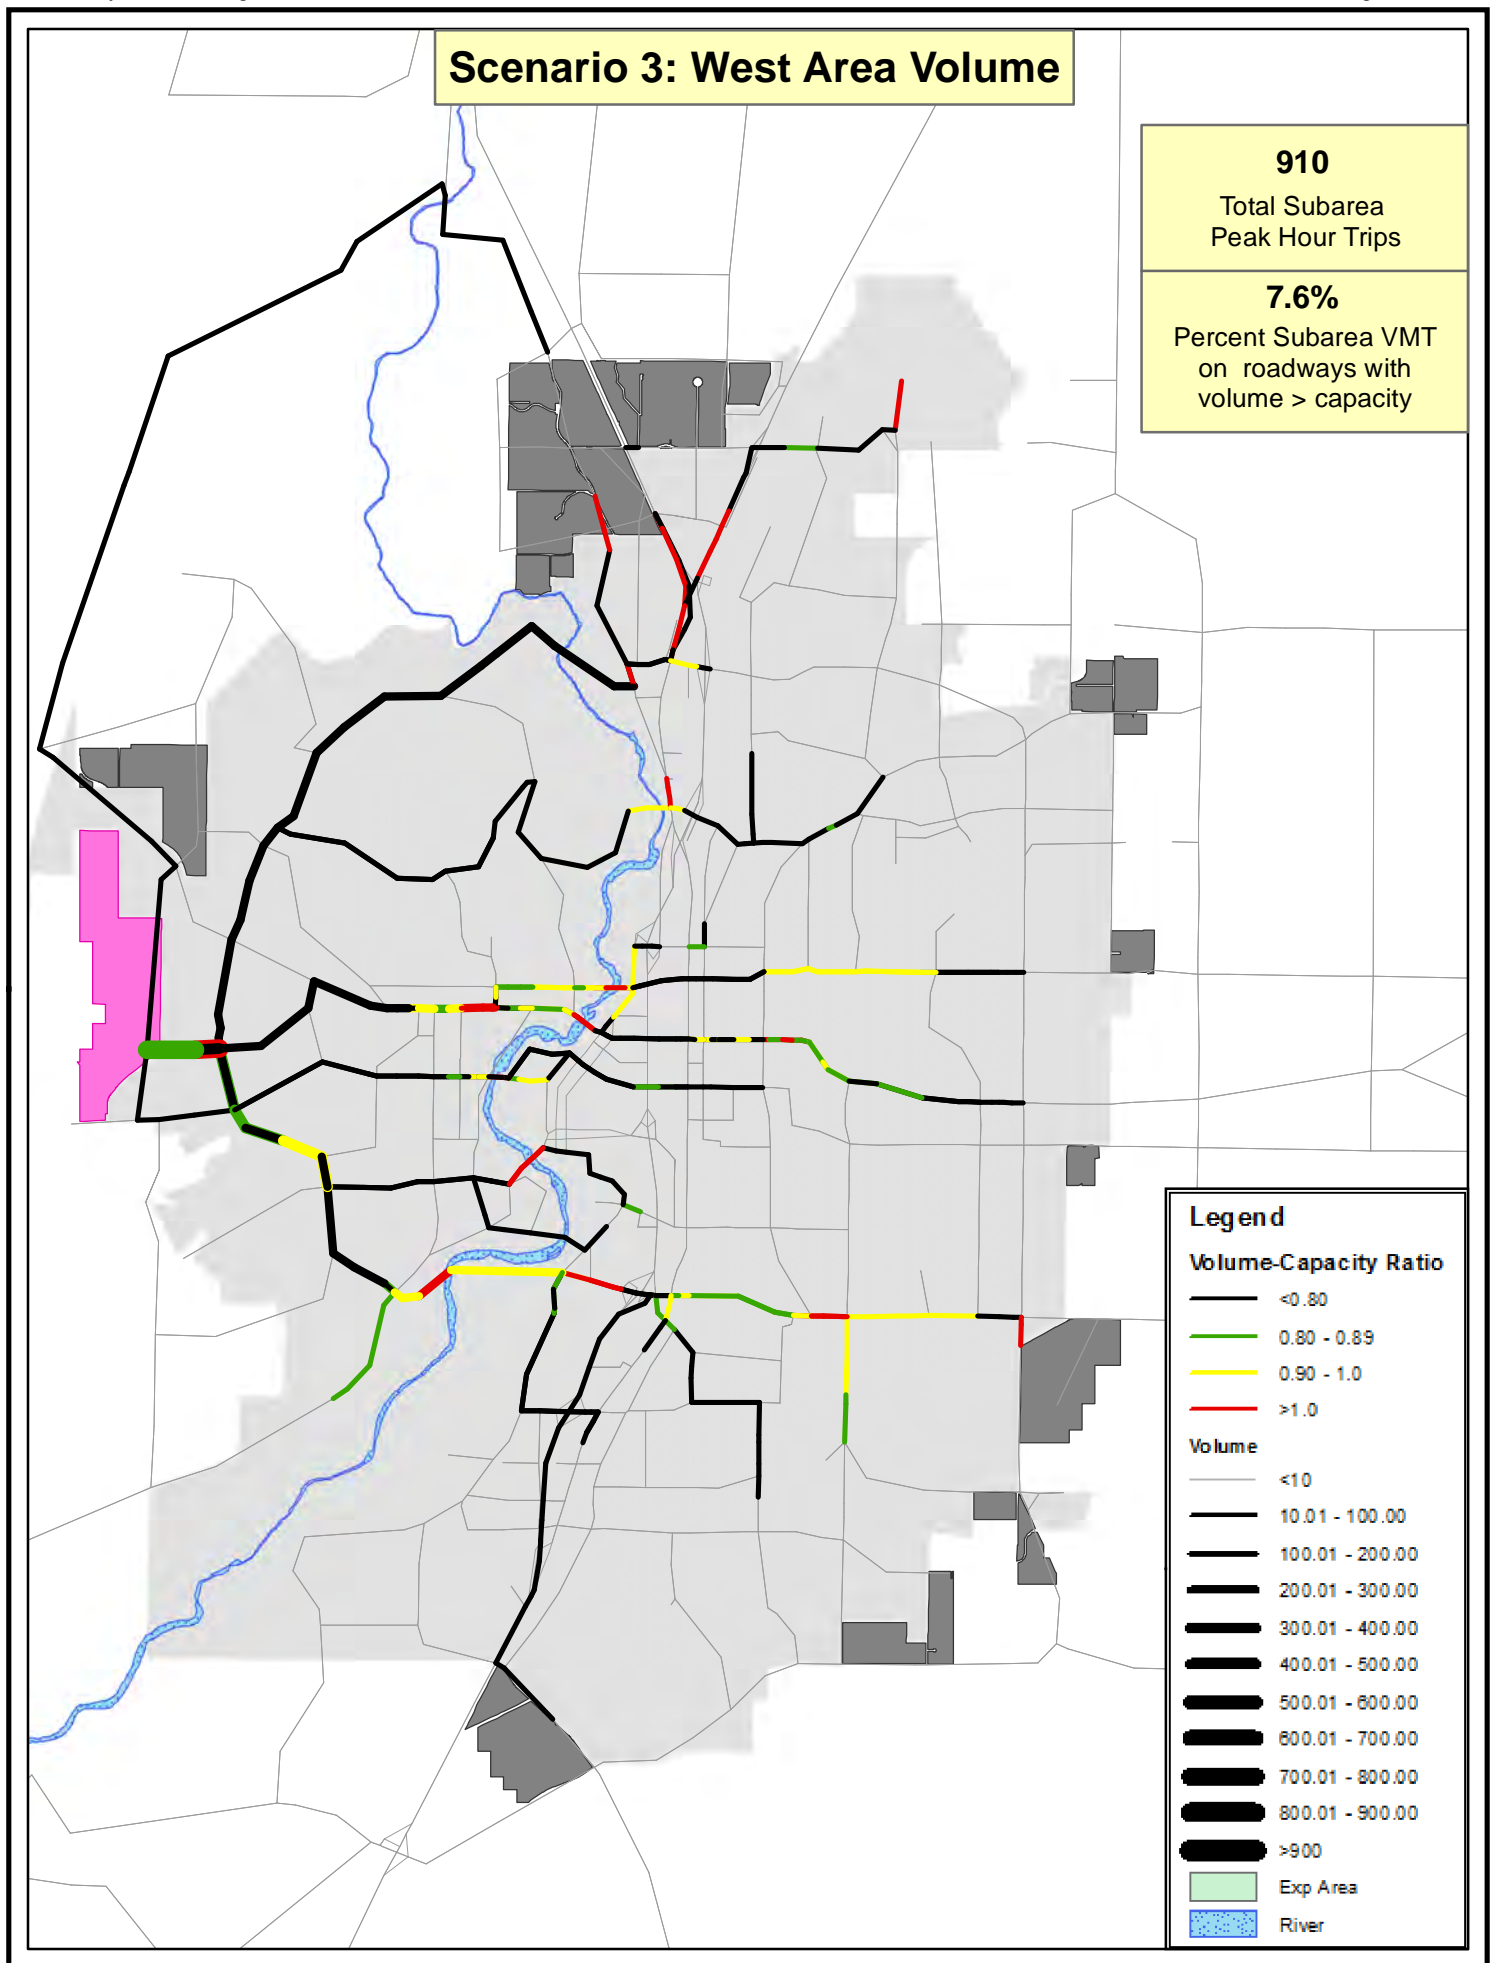 Scenario 3: West Area Volume
910
Total Subarea
Peak Hour Trips
7.6%
Percent Subarea VMT
on roadways with
volume > capacity
Legend
Volume-Capacity Ratio
<0.80
0.80 - 0.89
0.90 - 1.0
>1.0
Volume
<10
10.01 - 100.00
100.01 - 200.00
200.01 - 300.00
300.01 - 400.00
400.01 - 500.00
500.01 - 600.00
600.01 - 700.00
700.01 - 800.00
800.01 - 900.00
>900
Exp Area
River